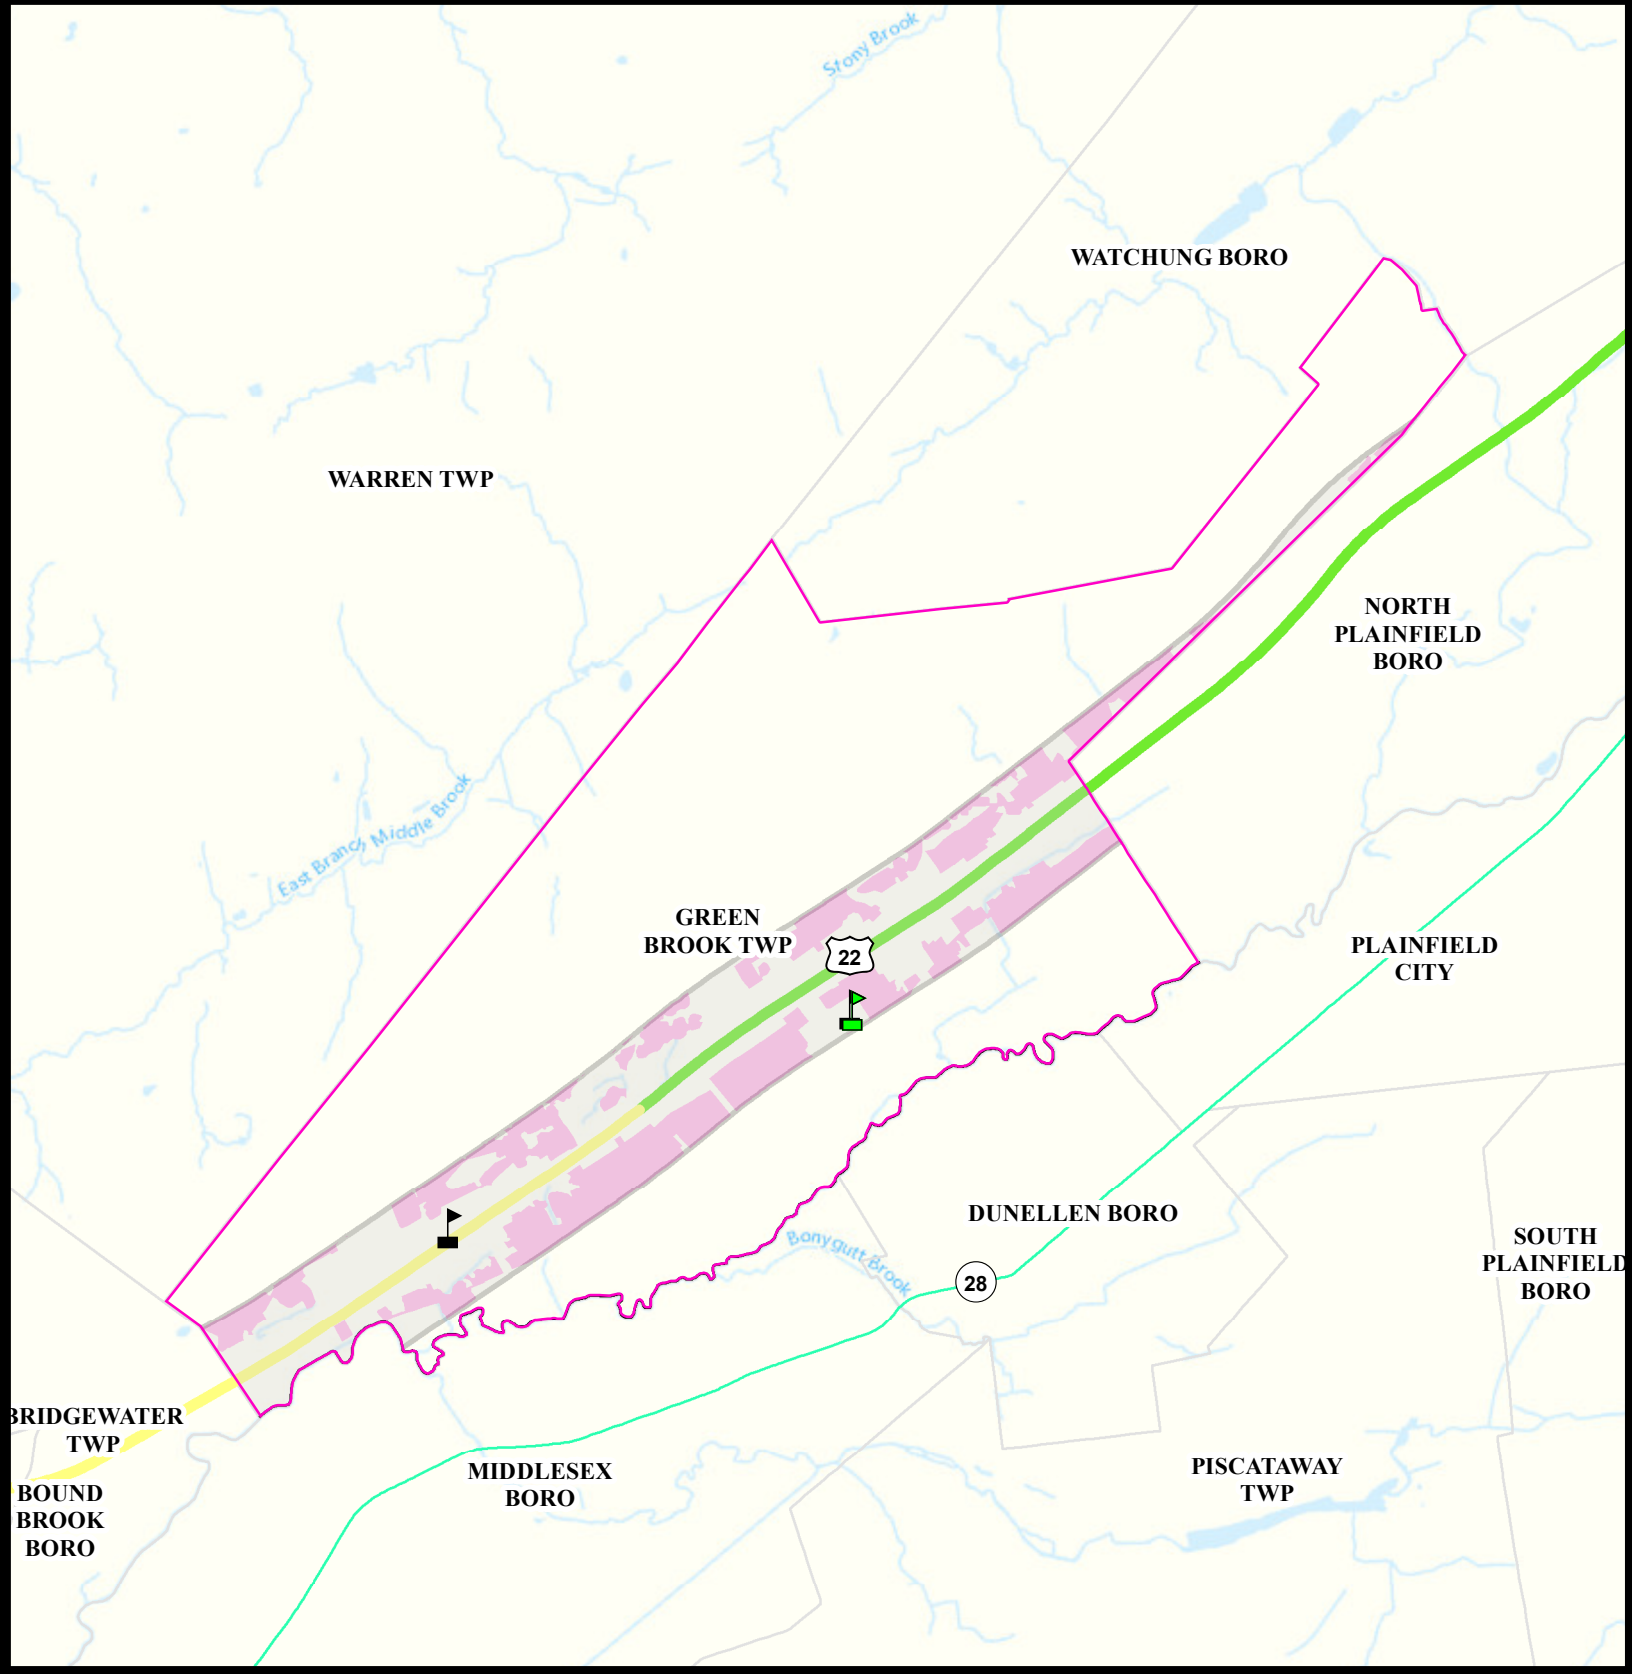 Stony Brook
WATCHUNG BORO
WARREN TWP
NORTH
PLAINFIELD
BORO
East Branch Middle Brook
GREEN
BROOK TWP
22
PLAINFIELD
CITY
DUNELLEN BORO
Bonygutt Brook
28
SOUTH
PLAINFIELD
BORO
BRIDGEWATER
TWP
MIDDLESEX
BORO
PISCATAWAY
TWP
BOUND
BROOK
BORO